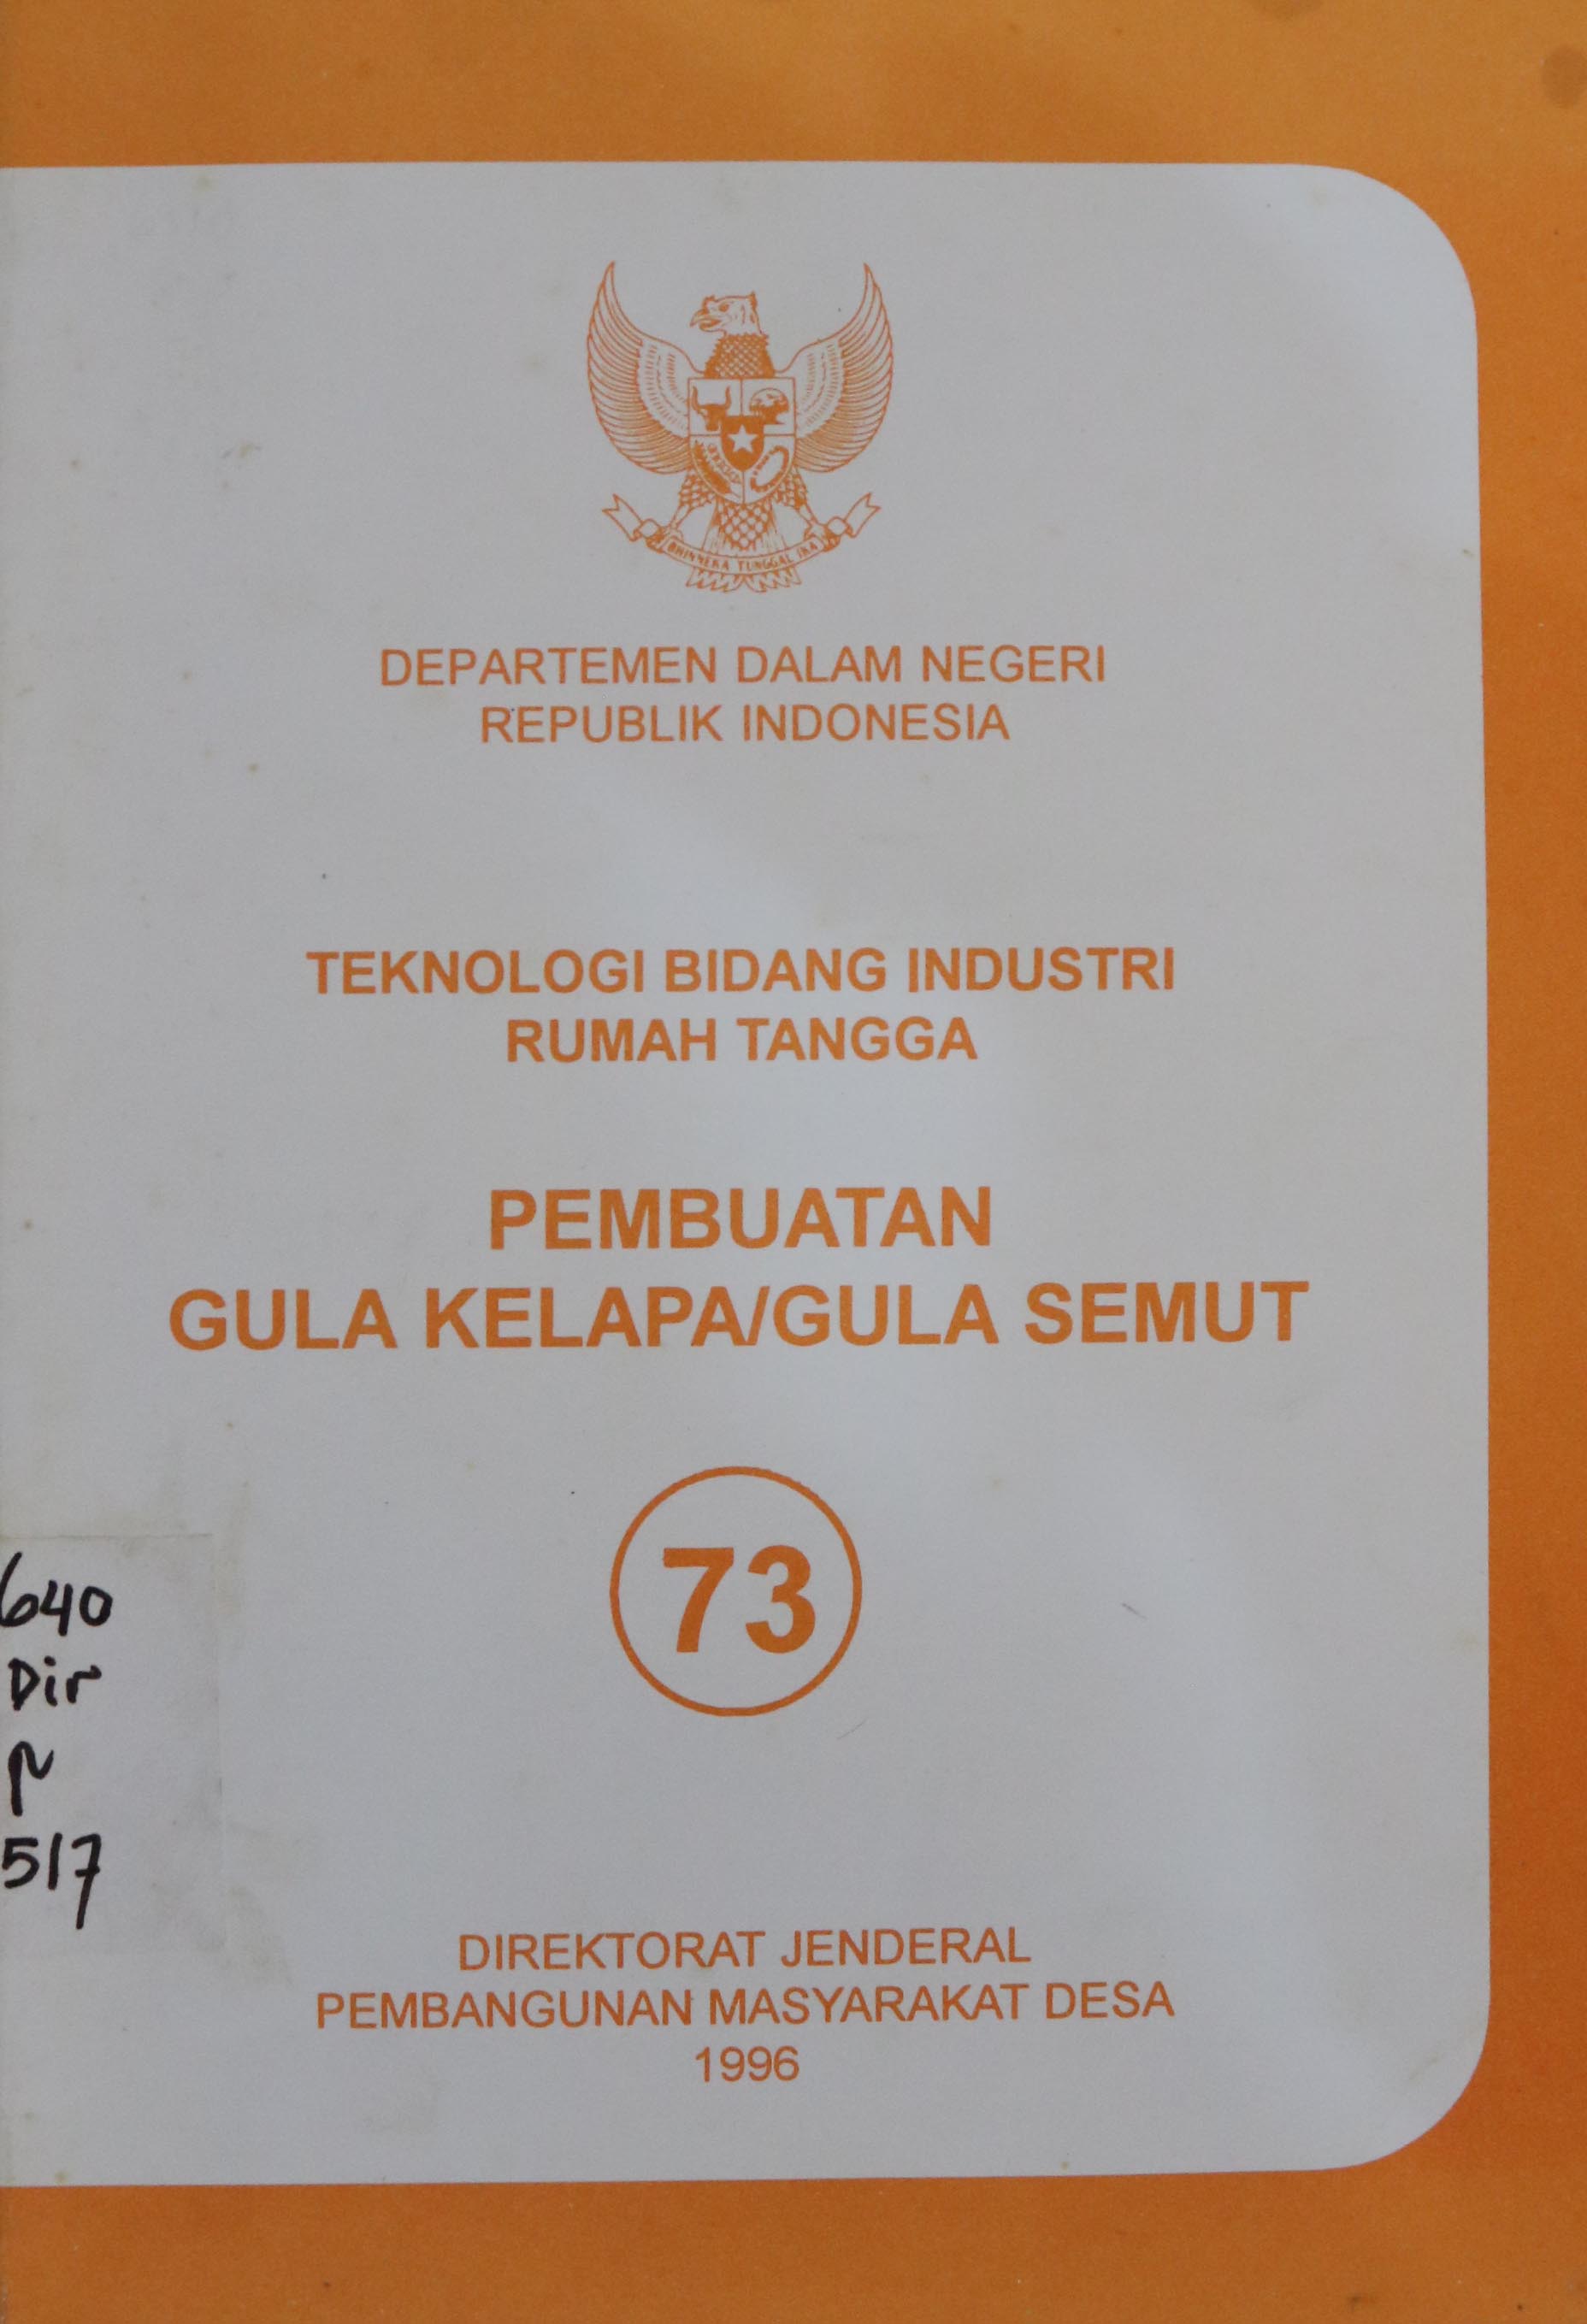 BHINNEKA TUNGGAL IKA
DEPARTEMEN DALAM NEGERI
REPUBLIK INDONESIA
TEKNOLOGI BIDANG INDUSTRI
RUMAH TANGGA
PEMBUATAN
GULA KELAPA/GULA SEMUT
73
640
Dir
p
517
DIREKTORAT JENDERAL
PEMBANGUNAN MASYARAKAT DESA
1996